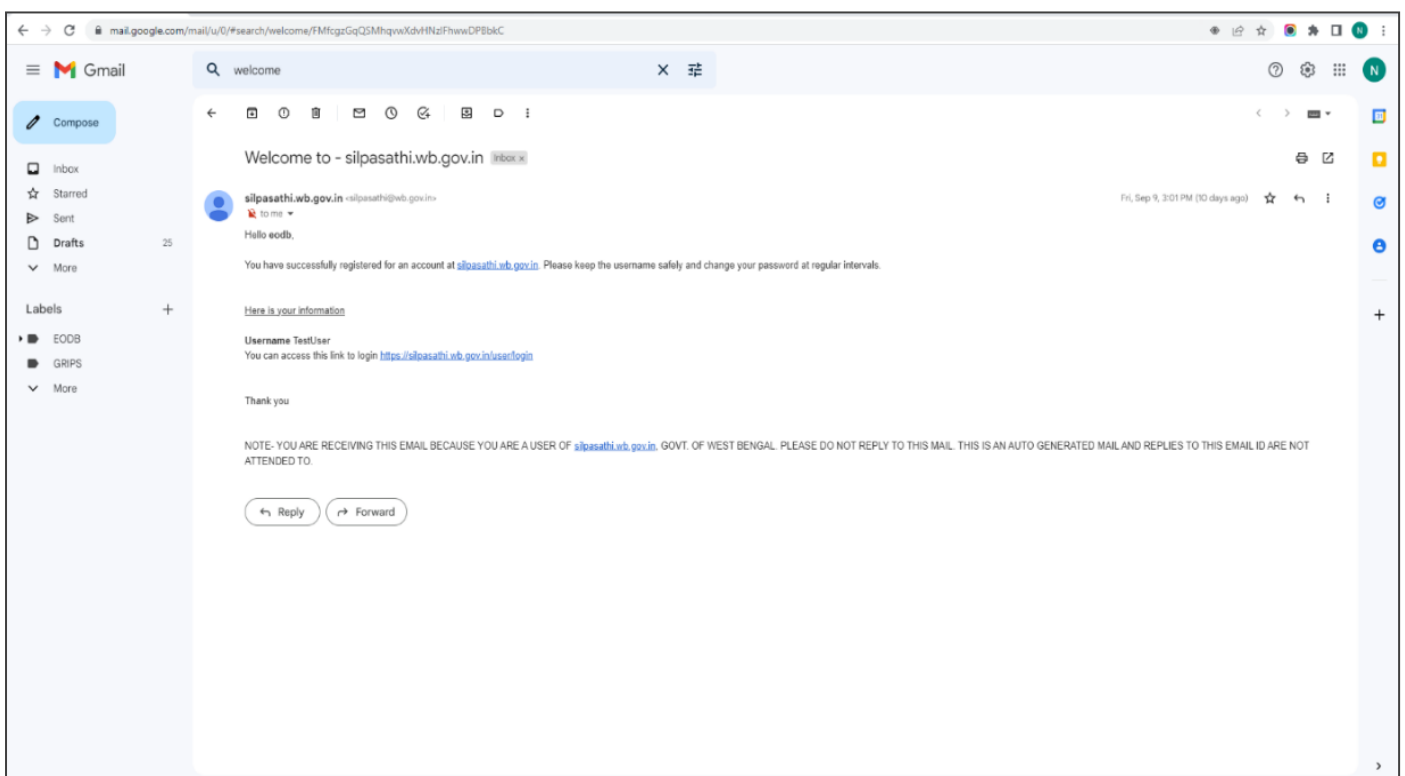 mail.google.com/mail/u/0/#search/welcome/FMfcgzGqQSMhqvwXdvHNzlFhwwDPBbkC
N
Gmail
welcome
N
Compose
Welcome to - silpasathi.wb.gov.in Inbox x
Inbox
Starred
Sent
Drafts 25
More
Labels +
EODB
GRIPS
More
silpasathi.wb.gov.in <silpasathi@wb.gov.in>
Fri, Sep 9, 3:01 PM (10 days ago)
to me
Hello eodb,
You have successfully registered for an account at silpasathi.wb.gov.in. Please keep the username safely and change your password at regular intervals.
Here is your information
Username TestUser
You can access this link to login https://silpasathi.wb.gov.in/user/login
Thank you
NOTE- YOU ARE RECEIVING THIS EMAIL BECAUSE YOU ARE A USER OF silpasathi.wb.gov.in, GOVT. OF WEST BENGAL. PLEASE DO NOT REPLY TO THIS MAIL. THIS IS AN AUTO GENERATED MAIL AND REPLIES TO THIS EMAIL ID ARE NOT
ATTENDED TO.
Reply
Forward